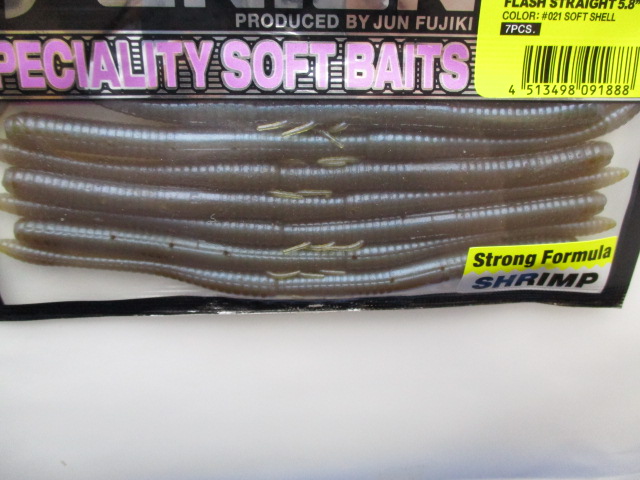 PRODUCED BY JUN FUJIKI
PECIALITY SOFT BAITS
FLASH STRAIGHT 5.8"
COLOR: #021 SOFT SHELL
7PCS.
4 513498 091888
Strong Formula
SHRIMP